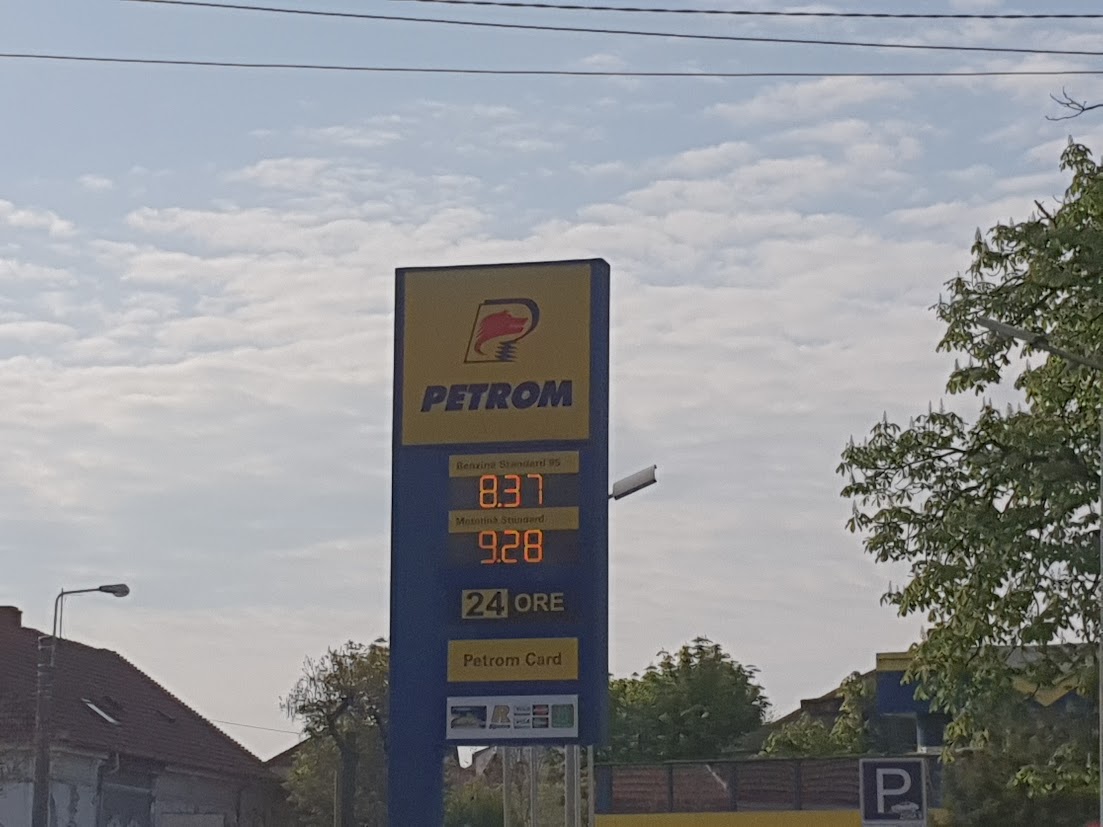 PETROM
Benzină Standard 95
8.37
Motorină Standard
9.28
24 ORE
Petrom Card
P